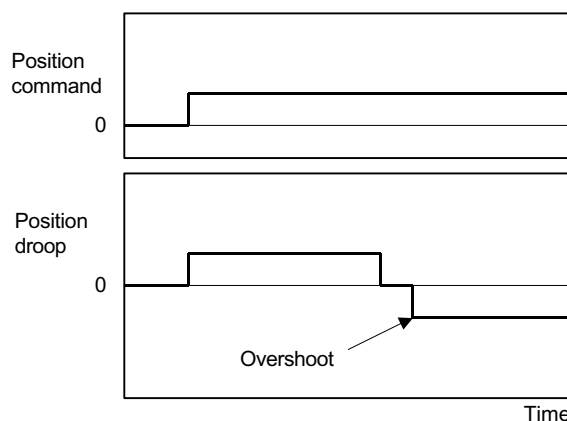 Position
command
0
Position
droop
0
Overshoot
Time